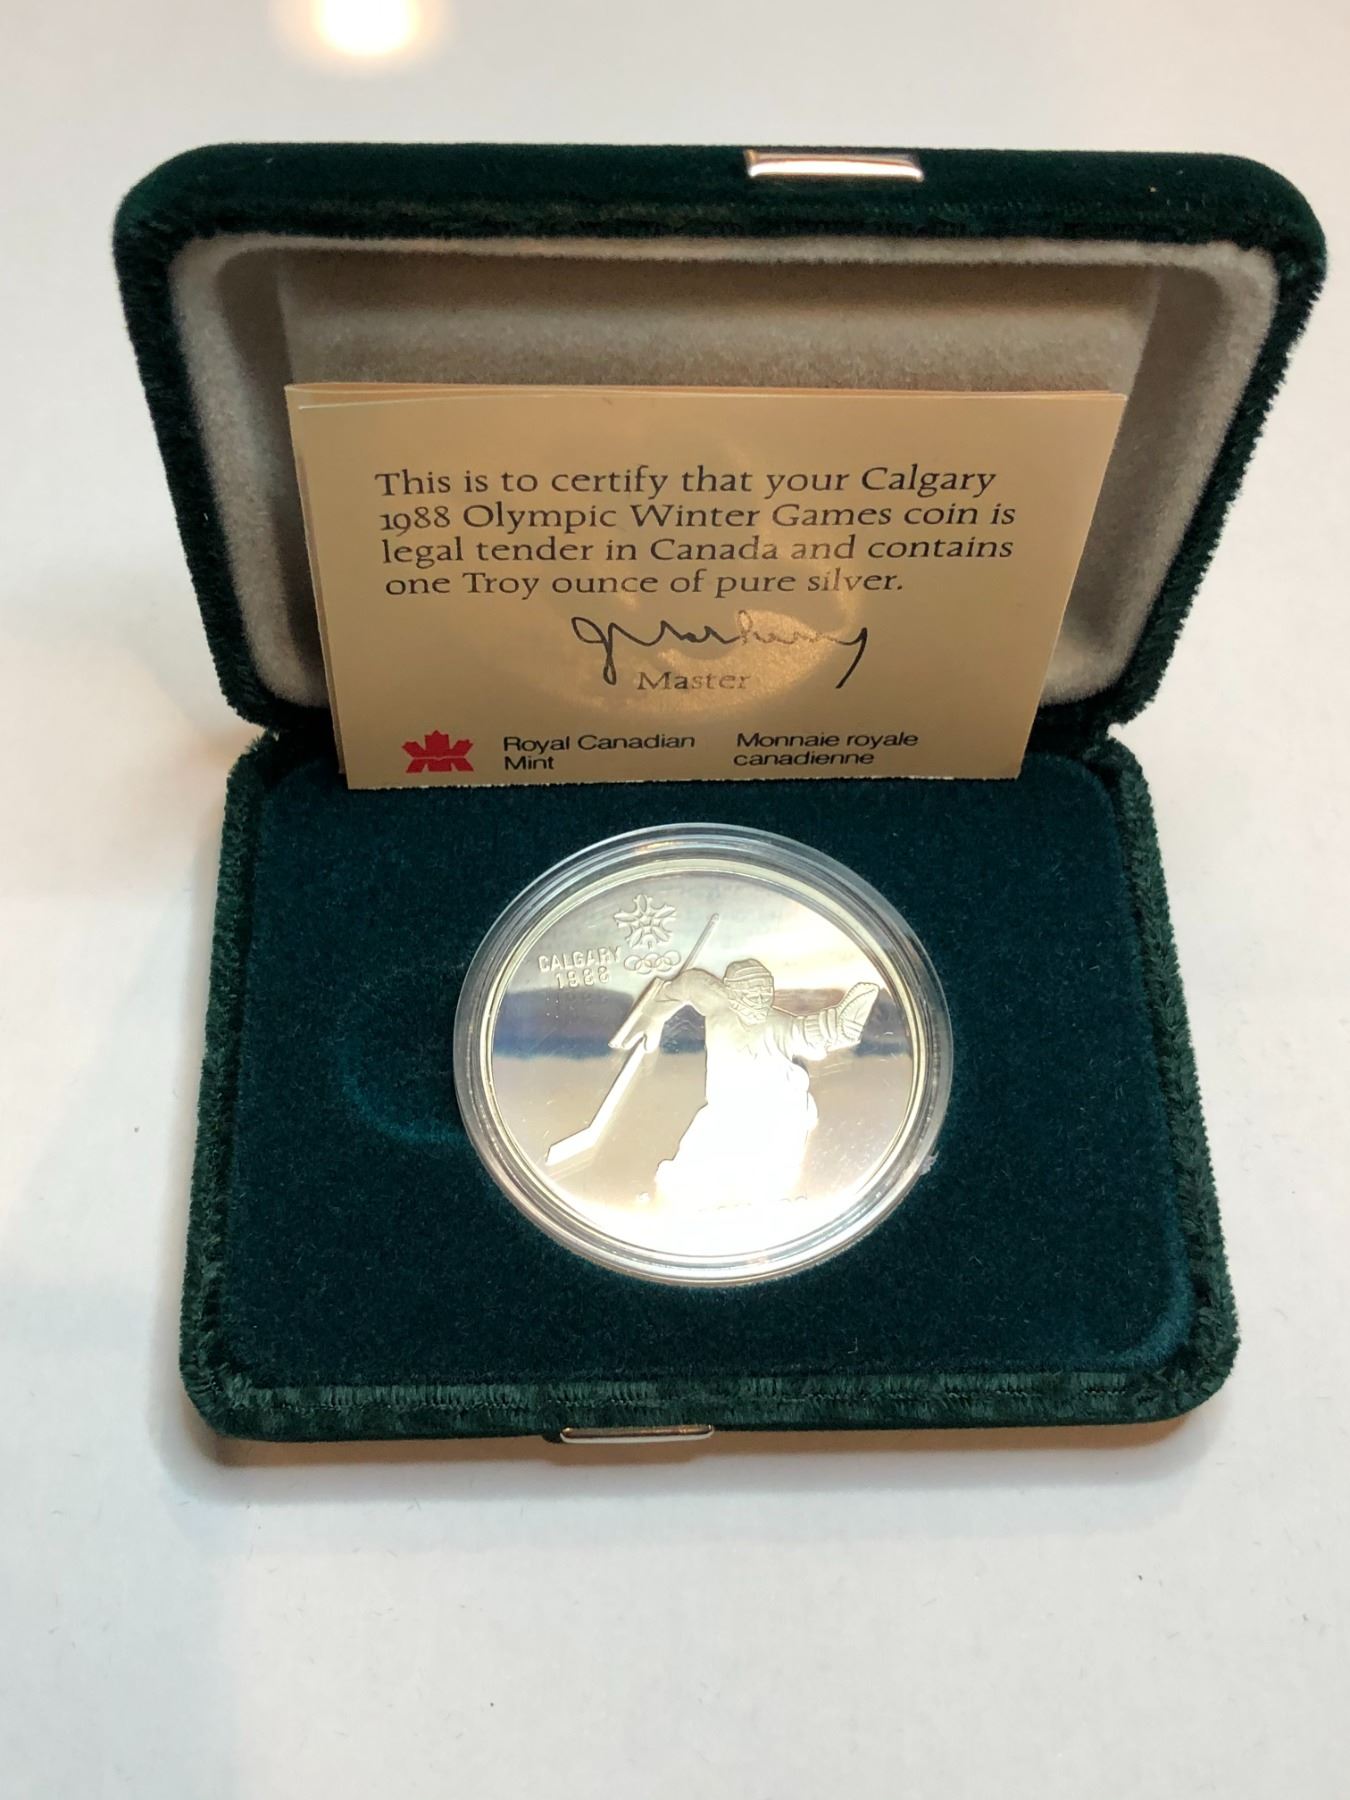 This is to certify that your Calgary
1988 Olympic Winter Games coin is
legal tender in Canada and contains
one Troy ounce of pure silver.
Master
Royal Canadian
Mint
Monnaie royale
canadienne
CALGARY
1988